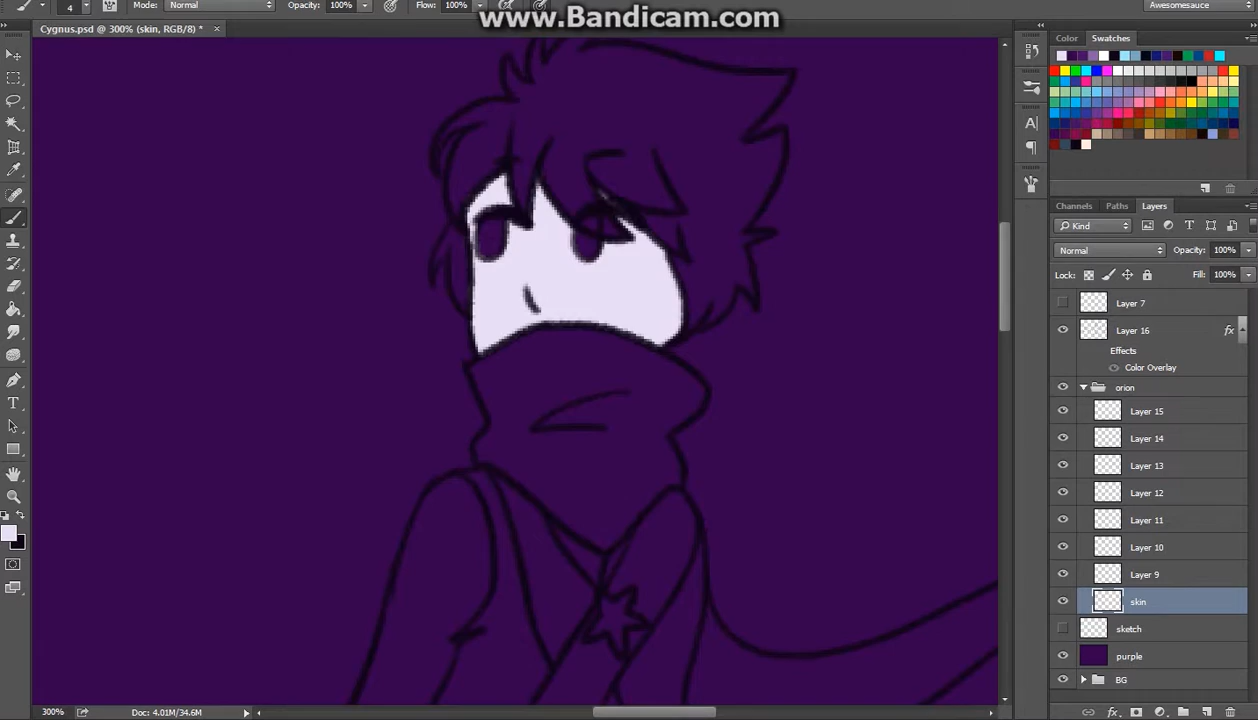 Mode: Normal Opacity: 100% Flow: 100% Awesomesauce
www.Bandicam.com
Cygnus.psd @ 300% (skin, RGB/8) * ×
Color Swatches
Channels Paths Layers
Kind
Normal Opacity: 100%
Lock: Fill: 100%
Layer 7
Layer 16 fx
Effects
Color Overlay
orion
Layer 15
Layer 14
Layer 13
Layer 12
Layer 11
Layer 10
Layer 9
skin
sketch
purple
BG
300% Doc: 4.01M/34.6M